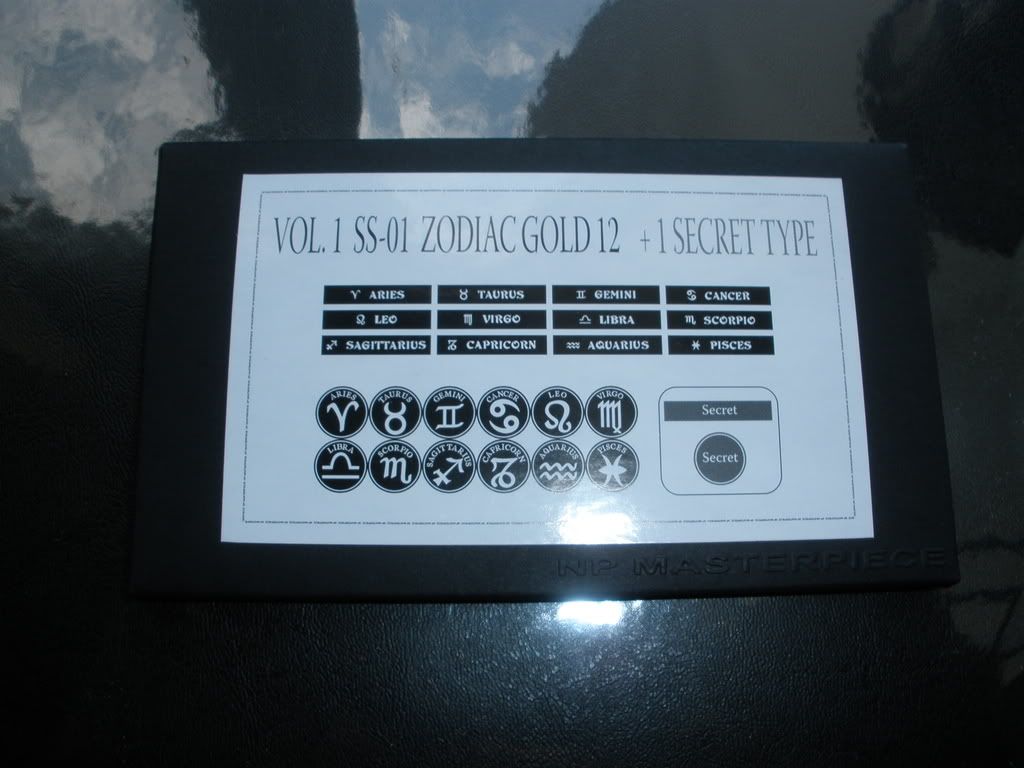 VOL. 1 SS-01 ZODIAC GOLD 12 + 1 SECRET TYPE
♈ ARIES ♉ TAURUS ♊ GEMINI ♋ CANCER
♌ LEO ♍ VIRGO ♎ LIBRA ♏ SCORPIO
♐ SAGITTARIUS ♑ CAPRICORN ♒ AQUARIUS ♓ PISCES
ARIES TAURUS GEMINI CANCER LEO VIRGO
LIBRA SCORPIO SAGITTARIUS CAPRICORN AQUARIUS PISCES
Secret
Secret
NP MASTERPIECE